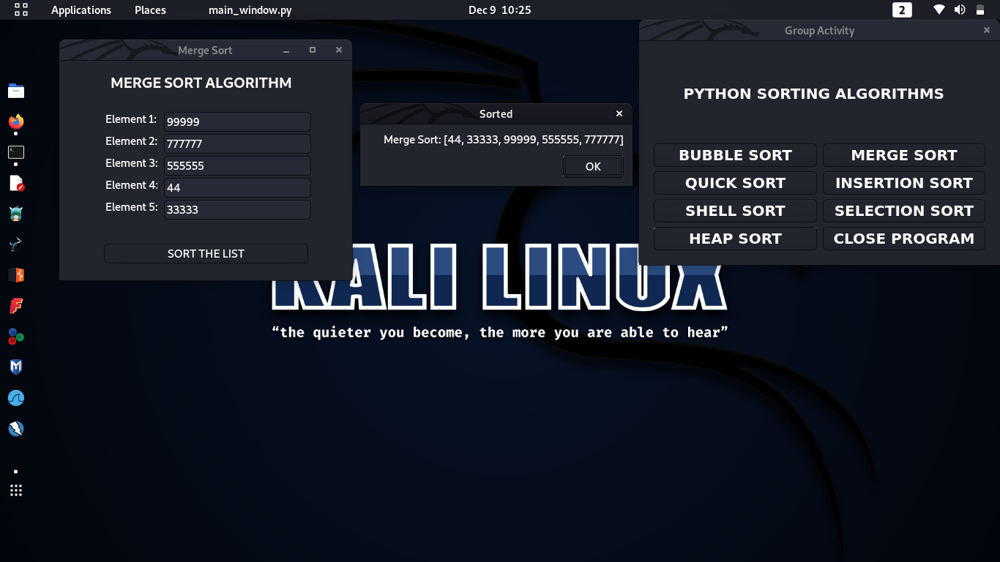 Applications Places main_window.py Dec 9 10:25 2
Merge Sort
MERGE SORT ALGORITHM
Element 1: 99999
Element 2: 777777
Element 3: 555555
Element 4: 44
Element 5: 33333
SORT THE LIST
Sorted
Merge Sort: [44, 33333, 99999, 555555, 777777]
OK
Group Activity
PYTHON SORTING ALGORITHMS
BUBBLE SORT MERGE SORT
QUICK SORT INSERTION SORT
SHELL SORT SELECTION SORT
HEAP SORT CLOSE PROGRAM
KALI LINUX
“the quieter you become, the more you are able to hear”